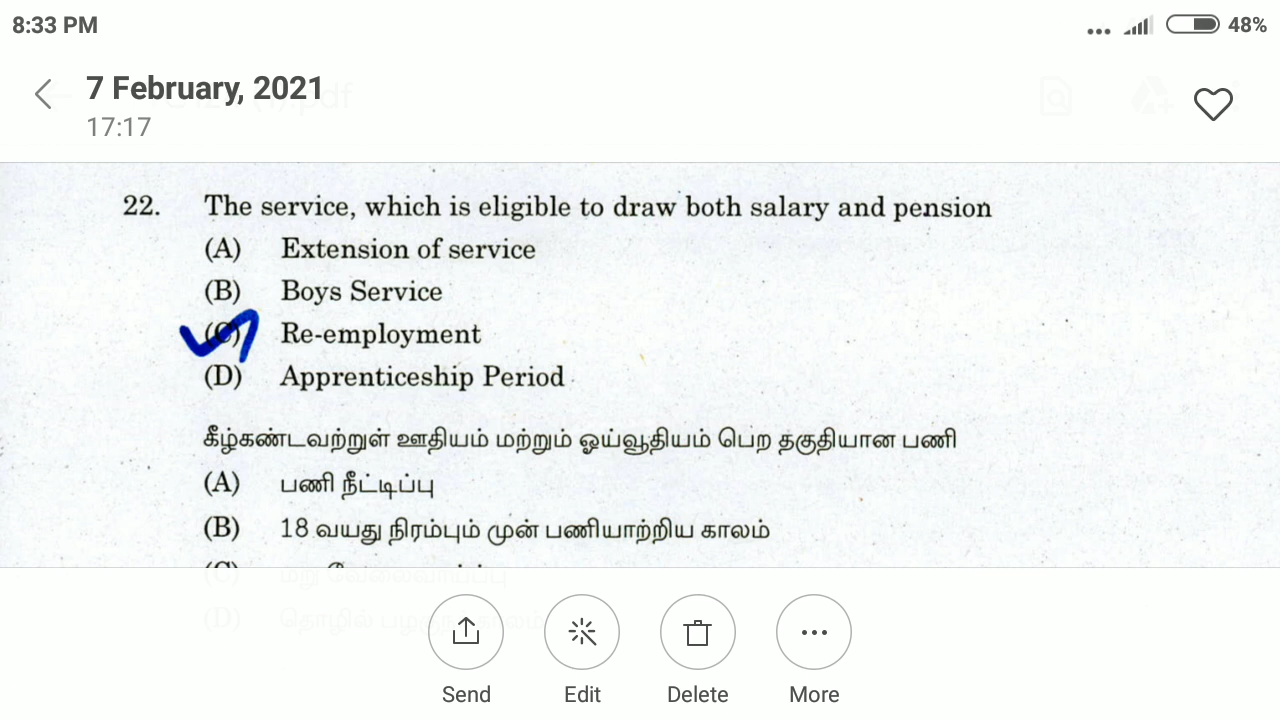 8:33 PM
48%
7 February, 2021
17:17
22. The service, which is eligible to draw both salary and pension
(A) Extension of service
(B) Boys Service
(C) Re-employment
(D) Apprenticeship Period
கீழ்கண்டவற்றுள் ஊதியம் மற்றும் ஓய்வூதியம் பெற தகுதியான பணி
(A) பணி நீட்டிப்பு
(B) 18 வயது நிரம்பும் முன் பணியாற்றிய காலம்
(C) மறு வேலைவாய்ப்பு
(D) தொழில் காலம்
Send Edit Delete More